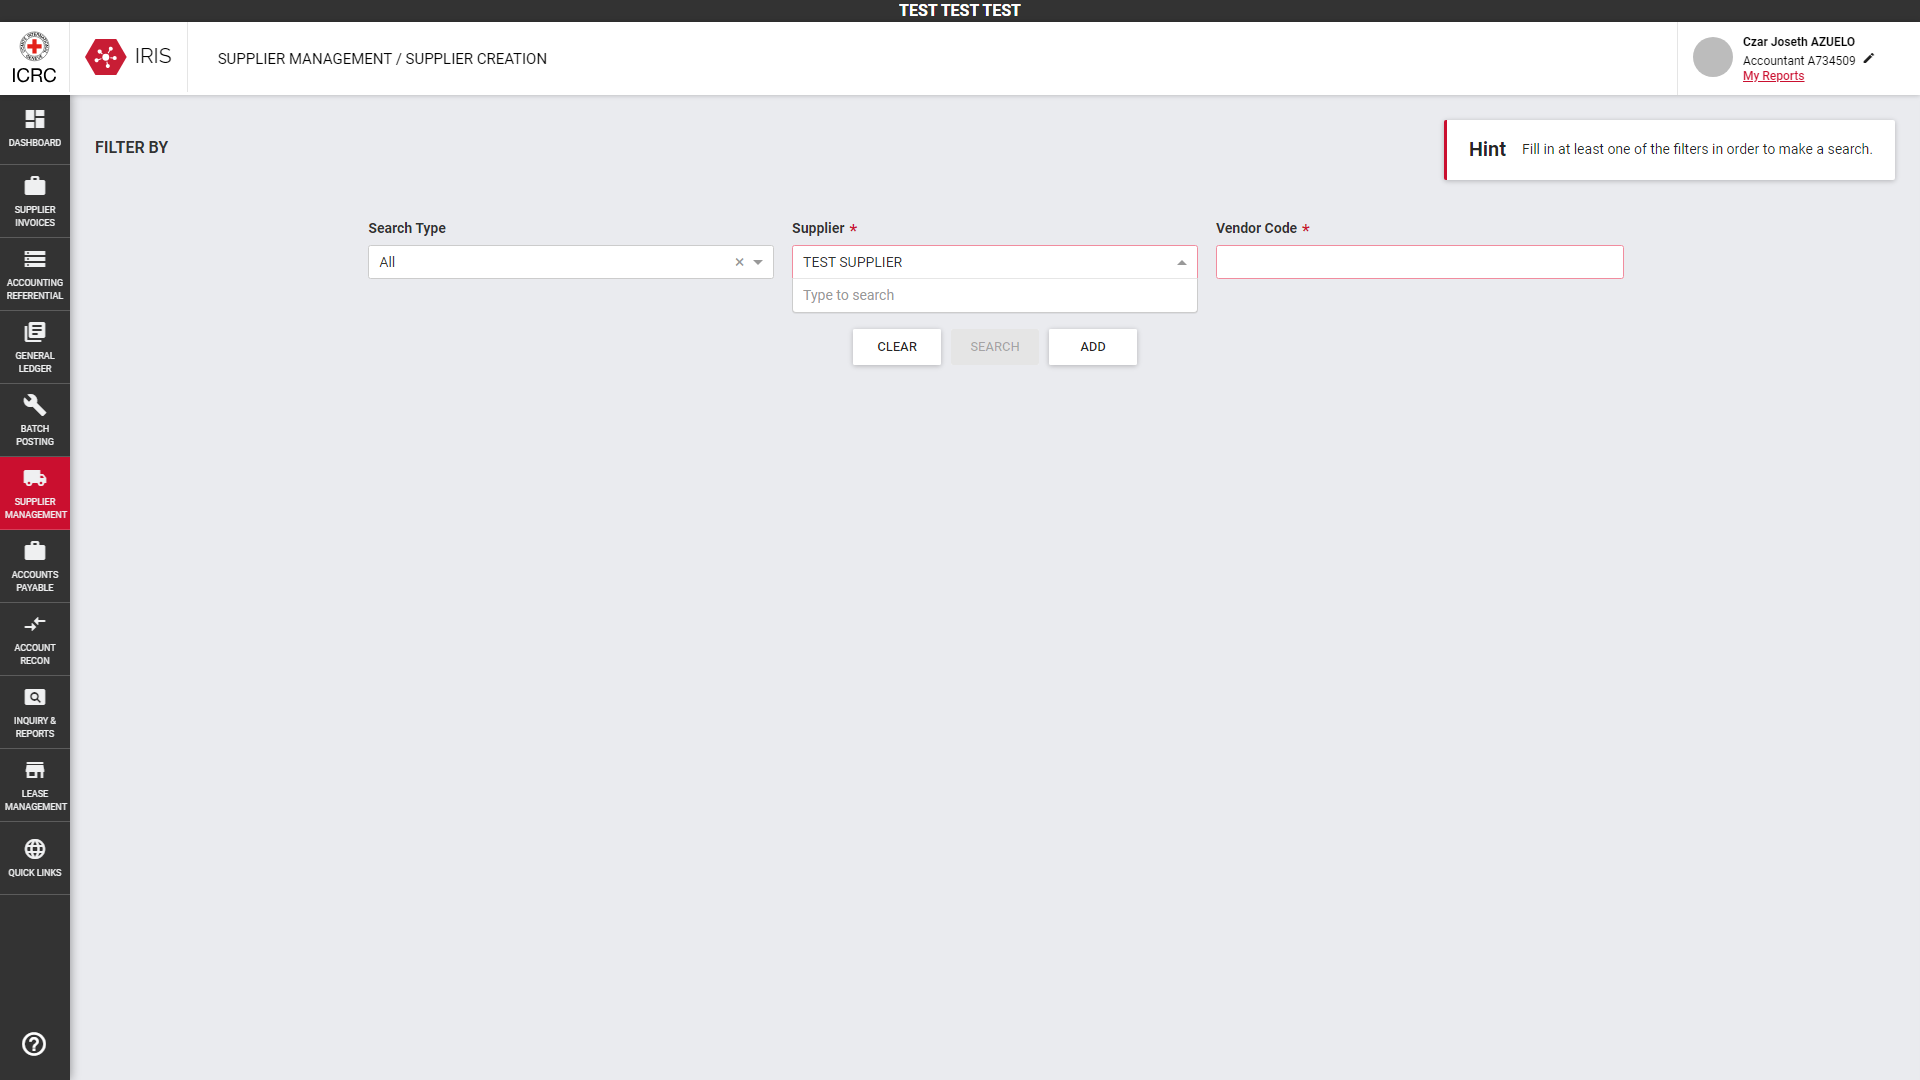 TEST TEST TEST
ICRC
IRIS
SUPPLIER MANAGEMENT / SUPPLIER CREATION
Czar Joseth AZUELO
Accountant A734509
My Reports
DASHBOARD
SUPPLIER
INVOICES
ACCOUNTING
REFERENTIAL
GENERAL
LEDGER
BATCH
POSTING
SUPPLIER
MANAGEMENT
ACCOUNTS
PAYABLE
ACCOUNT
RECON
INQUIRY &
REPORTS
LEASE
MANAGEMENT
QUICK LINKS
FILTER BY
Hint Fill in at least one of the filters in order to make a search.
Search Type
All
Supplier *
TEST SUPPLIER
Type to search
Vendor Code *
CLEAR
SEARCH
ADD